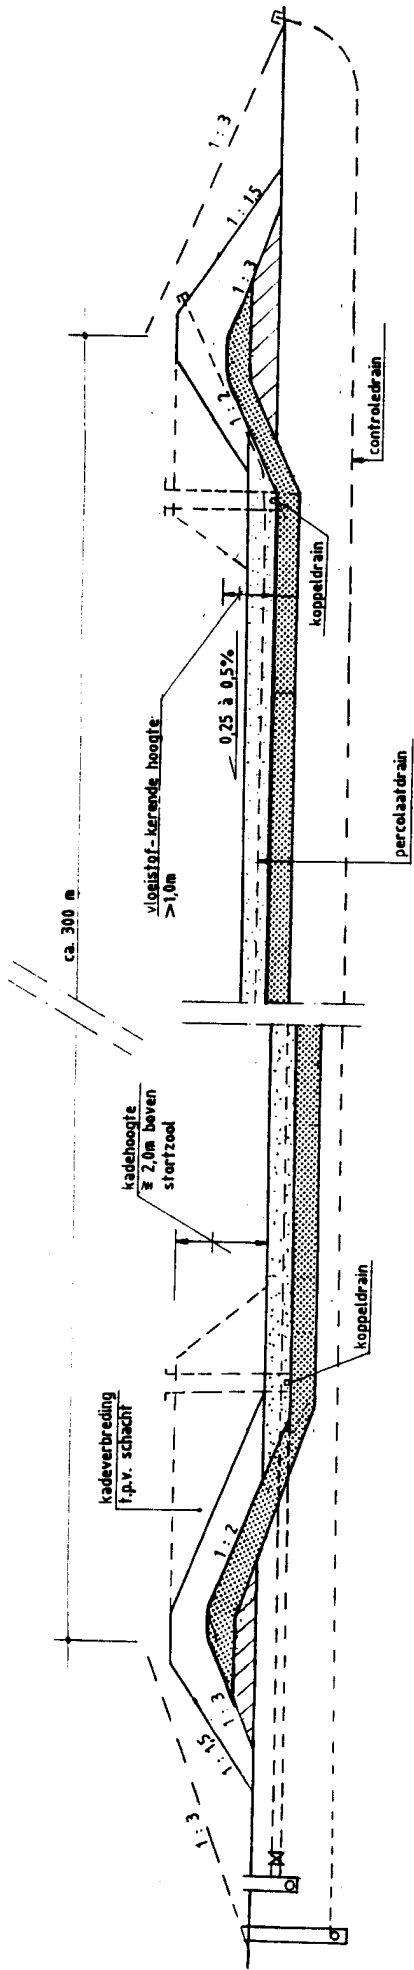 1 : 3
1 : 1,5
1 : 3
1 : 2
kadeverbreding
t.p.v. schacht
kadehoogte
≧ 2,0m boven
stortzool
koppeldrain
ca. 300 m
vloeistof-kerende hoogte
>1,0m
0,25 à 0,5%
percolaatdrain
koppeldrain
controledrain
1 : 2
1 : 3
1 : 1,5
1 : 3